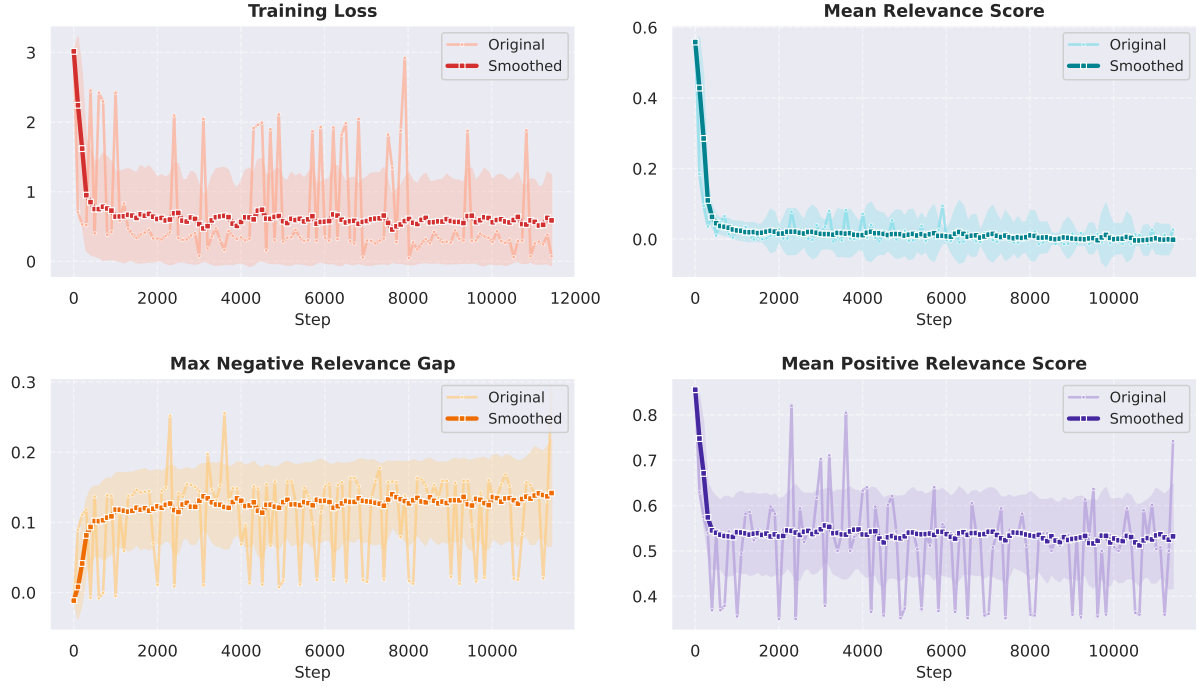 Training Loss
3
2
1
0
Original
Smoothed
0
2000
4000
6000
8000
10000
12000
Step
Mean Relevance Score
0.6
0.4
0.2
0.0
Original
Smoothed
0
2000
4000
6000
8000
10000
Step
Max Negative Relevance Gap
0.3
0.2
0.1
0.0
Original
Smoothed
0
2000
4000
6000
8000
10000
Step
Mean Positive Relevance Score
0.8
0.7
0.6
0.5
0.4
Original
Smoothed
0
2000
4000
6000
8000
10000
Step